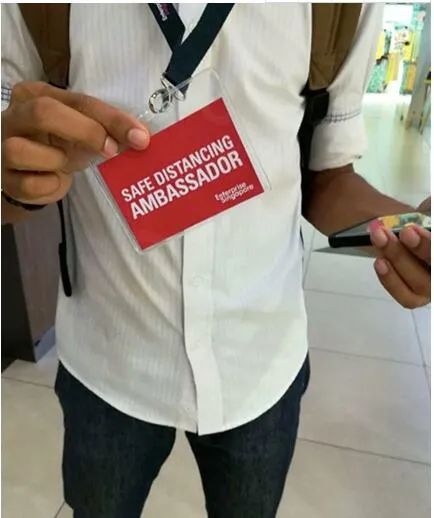 SAFE DISTANCING
AMBASSADOR
Enterprise
Singapore